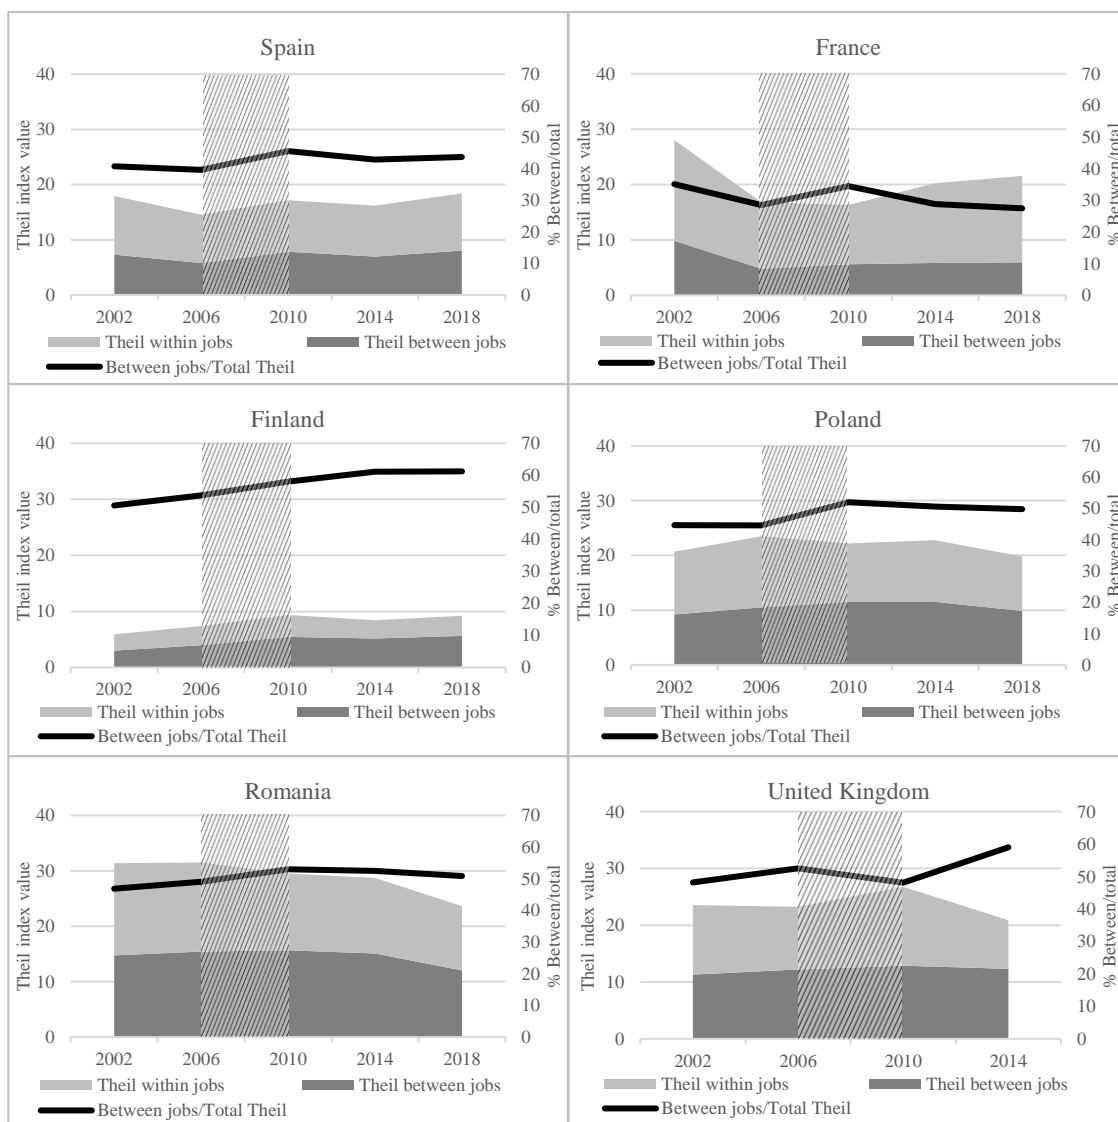 Spain
Theil index value
40
30
20
10
0
70
60
50
40
30
20
10
0
% Between/total
2002 2006 2010 2014 2018
Theil within jobs Theil between jobs
Between jobs/Total Theil
France
Theil index value
40
30
20
10
0
70
60
50
40
30
20
10
0
% Between/total
2002 2006 2010 2014 2018
Theil within jobs Theil between jobs
Between jobs/Total Theil
Finland
Theil index value
40
30
20
10
0
70
60
50
40
30
20
10
0
% Between/total
2002 2006 2010 2014 2018
Theil within jobs Theil between jobs
Between jobs/Total Theil
Poland
Theil index value
40
30
20
10
0
70
60
50
40
30
20
10
0
% Between/total
2002 2006 2010 2014 2018
Theil within jobs Theil between jobs
Between jobs/Total Theil
Romania
Theil index value
40
30
20
10
0
70
60
50
40
30
20
10
0
% Between/total
2002 2006 2010 2014 2018
Theil within jobs Theil between jobs
Between jobs/Total Theil
United Kingdom
Theil index value
40
30
20
10
0
70
60
50
40
30
20
10
0
% Between/total
2002 2006 2010 2014
Theil within jobs Theil between jobs
Between jobs/Total Theil